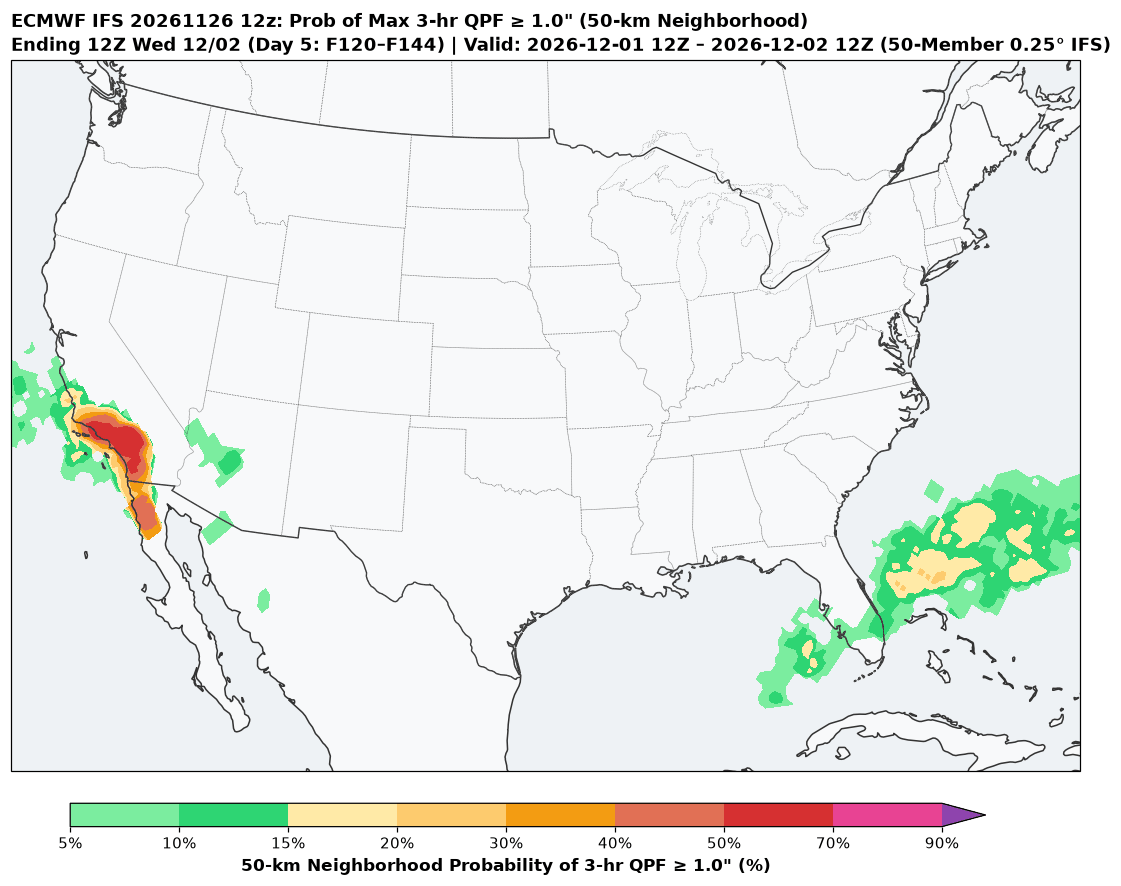 ECMWF IFS 20261126 12z: Prob of Max 3-hr QPF ≥ 1.0" (50-km Neighborhood)
Ending 12Z Wed 12/02 (Day 5: F120–F144) | Valid: 2026-12-01 12Z – 2026-12-02 12Z (50-Member 0.25° IFS)
5% 10% 15% 20% 30% 40% 50% 70% 90%
50-km Neighborhood Probability of 3-hr QPF ≥ 1.0" (%)